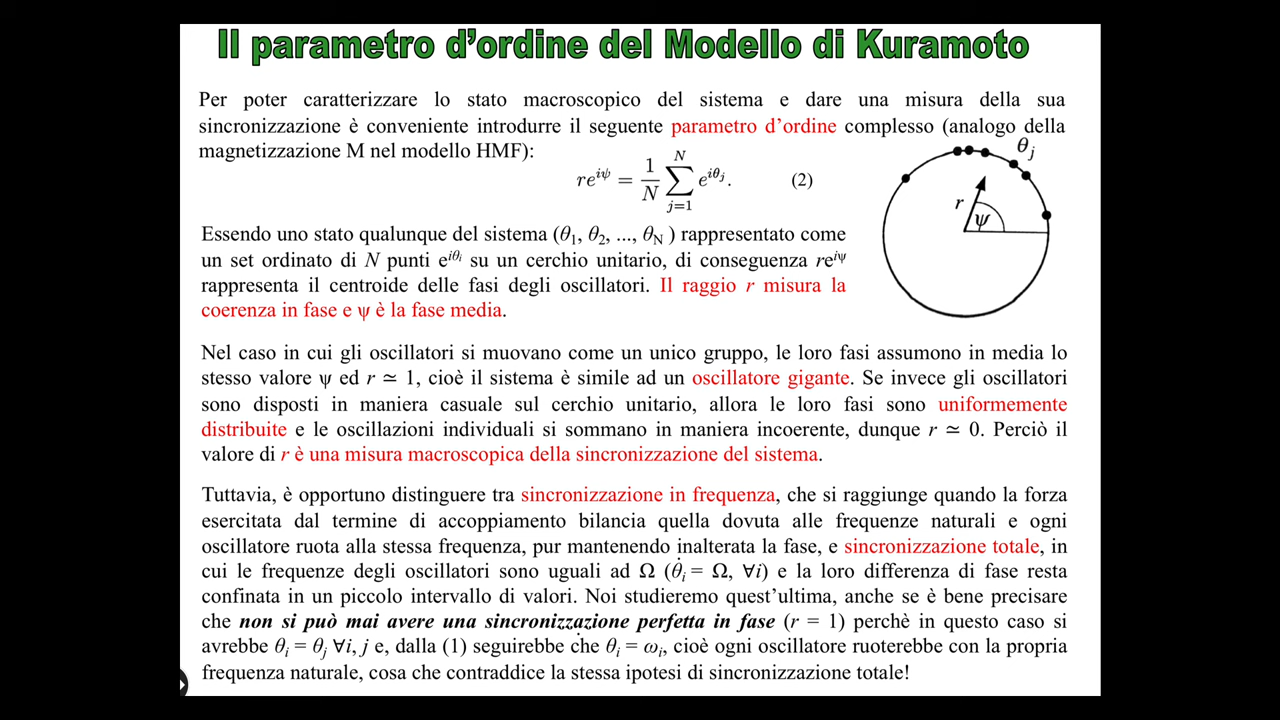 Il parametro d'ordine del Modello di Kuramoto
Per poter caratterizzare lo stato macroscopico del sistema e dare una misura della sua
sincronizzazione è conveniente introdurre il seguente parametro d'ordine complesso (analogo della
magnetizzazione M nel modello HMF):
re^{iψ} = \frac{1}{N} \sum_{j=1}^{N} e^{iθ_j}. (2)
θ_j
r
ψ
Essendo uno stato qualunque del sistema (θ₁, θ₂, ..., θ_N ) rappresentato come
un set ordinato di N punti e^{iθ_i} su un cerchio unitario, di conseguenza re^{iψ}
rappresenta il centroide delle fasi degli oscillatori. Il raggio r misura la
coerenza in fase e ψ è la fase media.
Nel caso in cui gli oscillatori si muovano come un unico gruppo, le loro fasi assumono in media lo
stesso valore ψ ed r ≃ 1, cioè il sistema è simile ad un oscillatore gigante. Se invece gli oscillatori
sono disposti in maniera casuale sul cerchio unitario, allora le loro fasi sono uniformemente
distribuite e le oscillazioni individuali si sommano in maniera incoerente, dunque r ≃ 0. Perciò il
valore di r è una misura macroscopica della sincronizzazione del sistema.
Tuttavia, è opportuno distinguere tra sincronizzazione in frequenza, che si raggiunge quando la forza
esercitata dal termine di accoppiamento bilancia quella dovuta alle frequenze naturali e ogni
oscillatore ruota alla stessa frequenza, pur mantenendo inalterata la fase, e sincronizzazione totale, in
cui le frequenze degli oscillatori sono uguali ad Ω (θ̇_i = Ω, ∀i) e la loro differenza di fase resta
confinata in un piccolo intervallo di valori. Noi studieremo quest'ultima, anche se è bene precisare
che non si può mai avere una sincronizzazione perfetta in fase (r = 1) perchè in questo caso si
avrebbe θ_i = θ_j ∀i, j e, dalla (1) seguirebbe che θ̇_i = ω_i, cioè ogni oscillatore ruoterebbe con la propria
frequenza naturale, cosa che contraddice la stessa ipotesi di sincronizzazione totale!